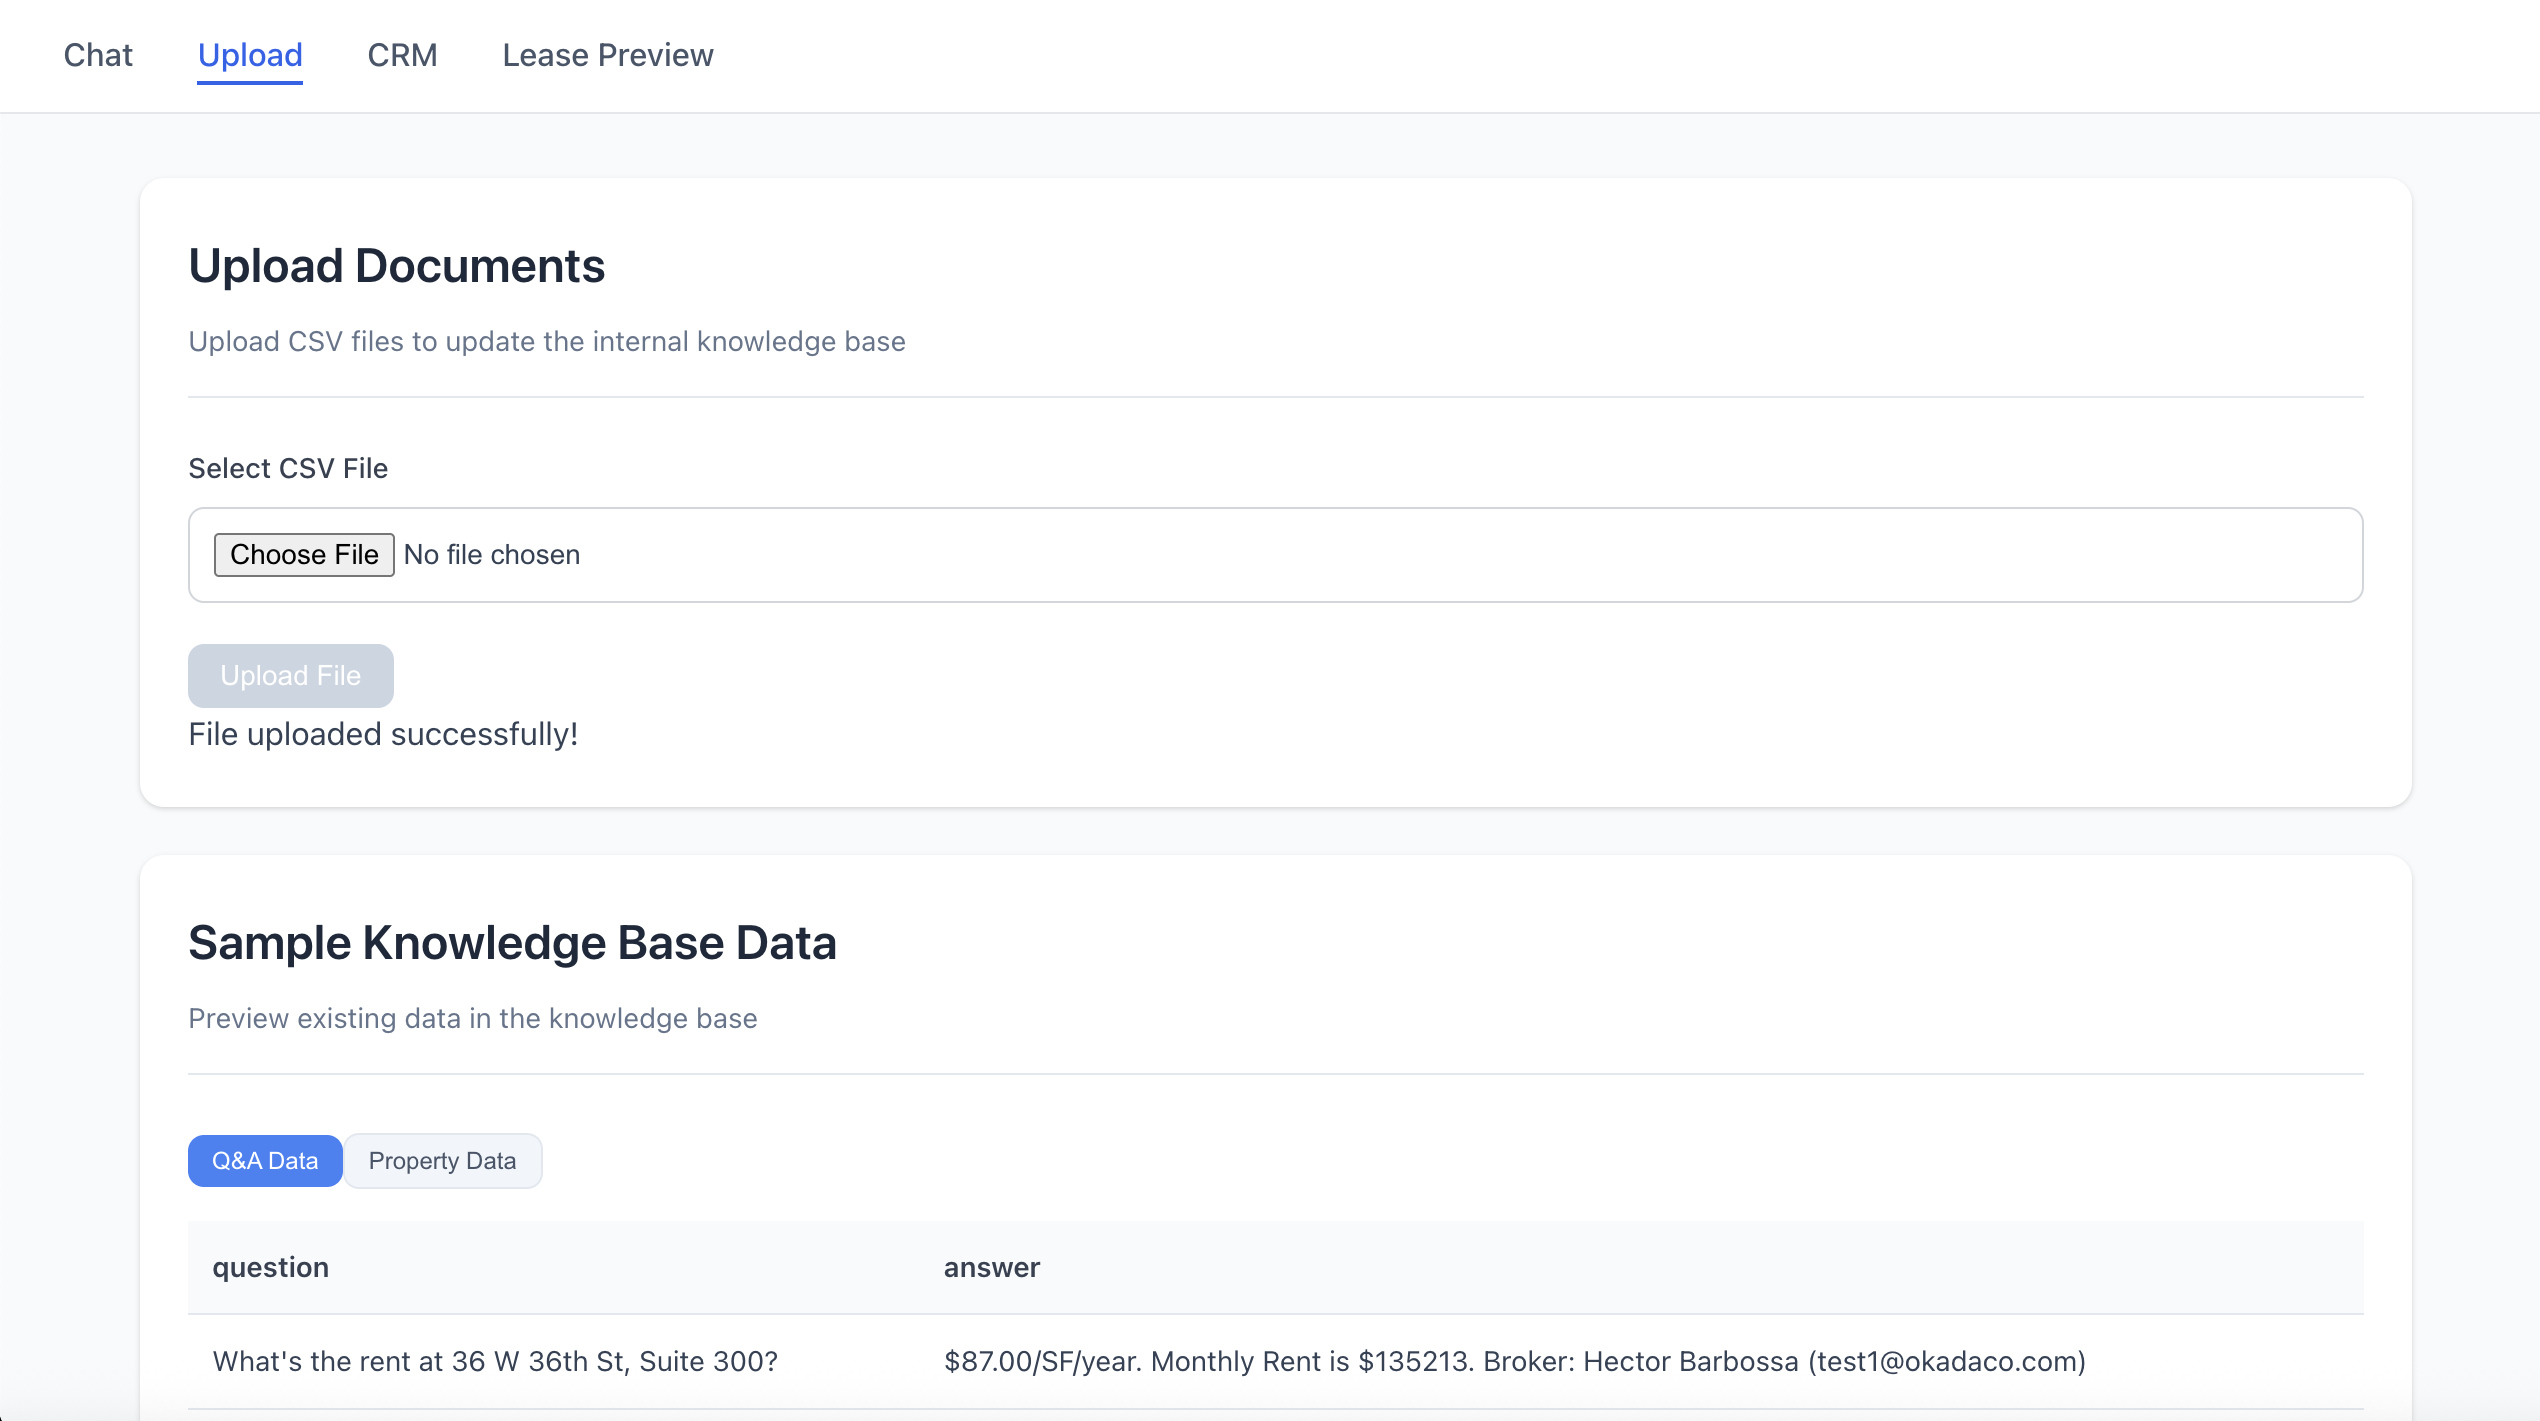 Chat Upload CRM Lease Preview
Upload Documents
Upload CSV files to update the internal knowledge base
Select CSV File
Choose File No file chosen
Upload File
File uploaded successfully!
Sample Knowledge Base Data
Preview existing data in the knowledge base
Q&A Data Property Data
question answer
What's the rent at 36 W 36th St, Suite 300? $87.00/SF/year. Monthly Rent is $135213. Broker: Hector Barbossa (test1@okadaco.com)